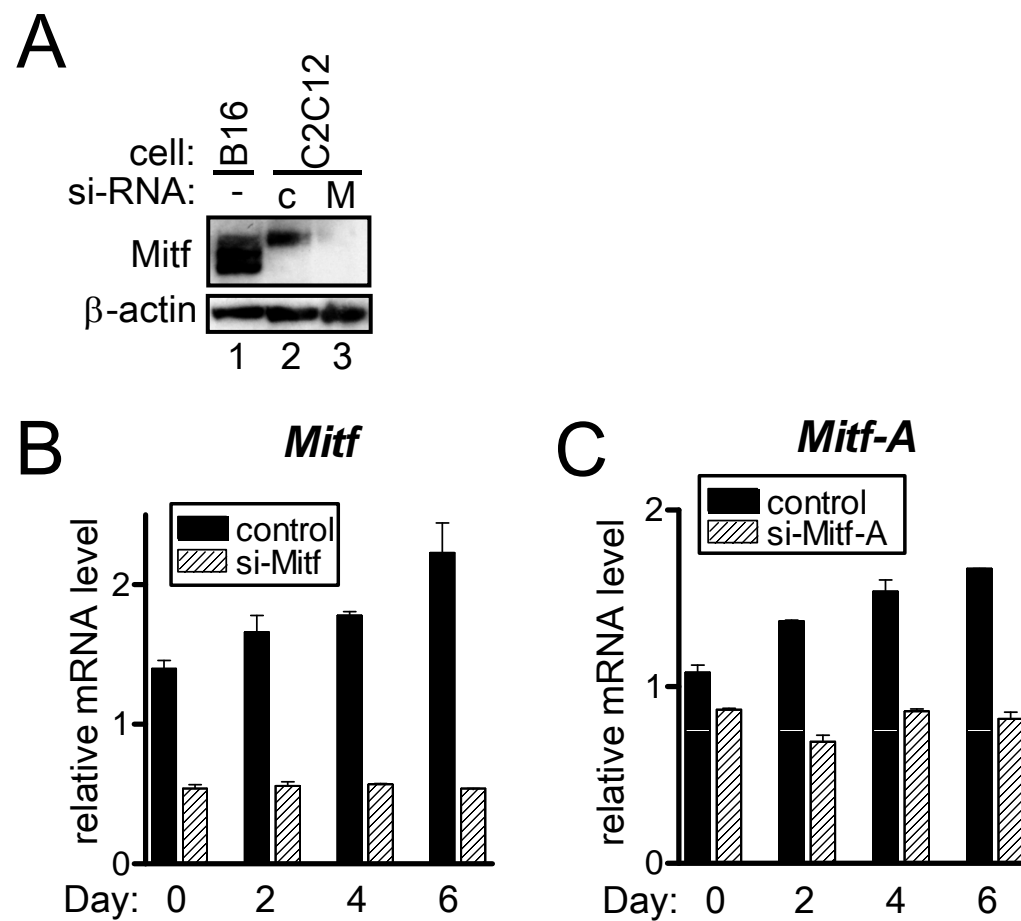 A
cell: B16 C2C12
si-RNA: - c M
Mitf
β-actin
1 2 3
B
Mitf
control
si-Mitf
relative mRNA level
2
1
0
Day: 0 2 4 6
C
Mitf-A
control
si-Mitf-A
relative mRNA level
2
1
0
Day: 0 2 4 6